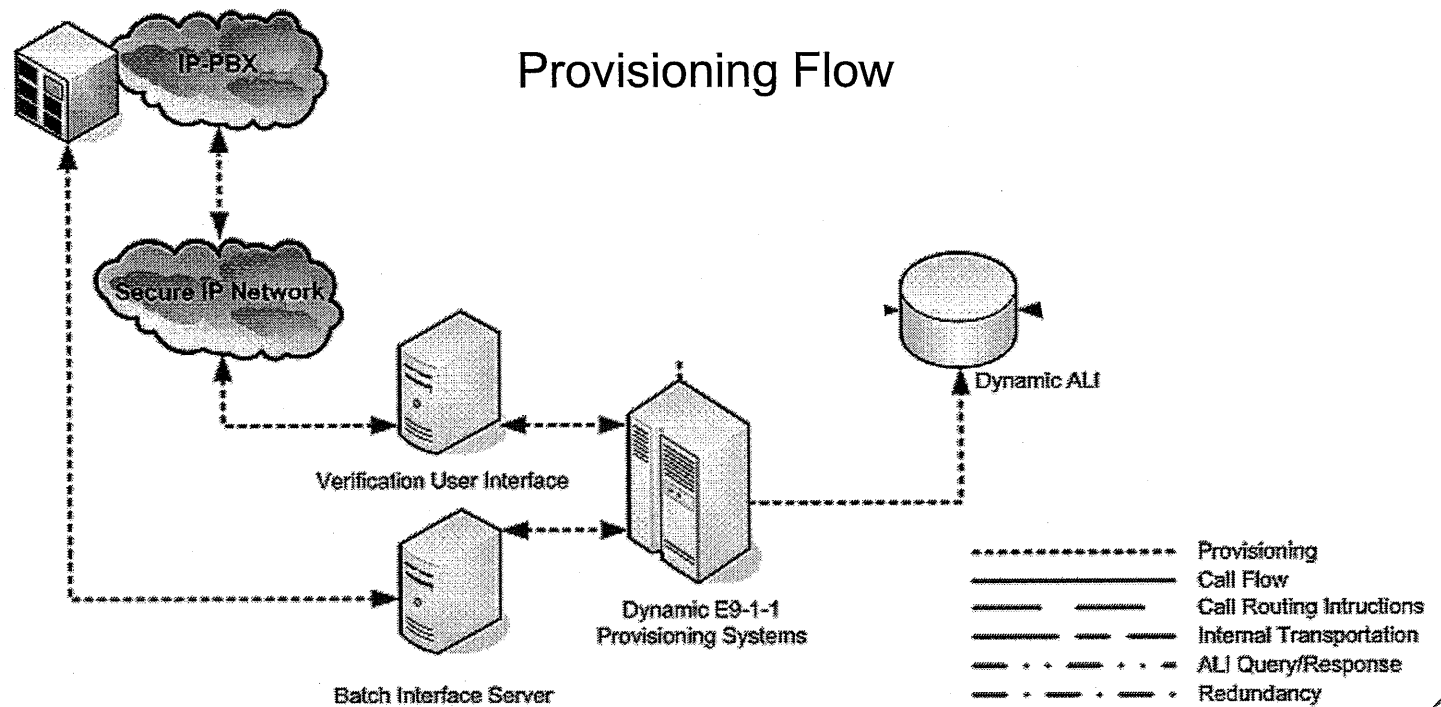 Provisioning Flow
IP-PBX
Secure IP Network
Dynamic ALI
Verification User Interface
Dynamic E9-1-1
Provisioning Systems
Batch Interface Server
Provisioning
Call Flow
Call Routing Intructions
Internal Transportation
ALI Query/Response
Redundancy